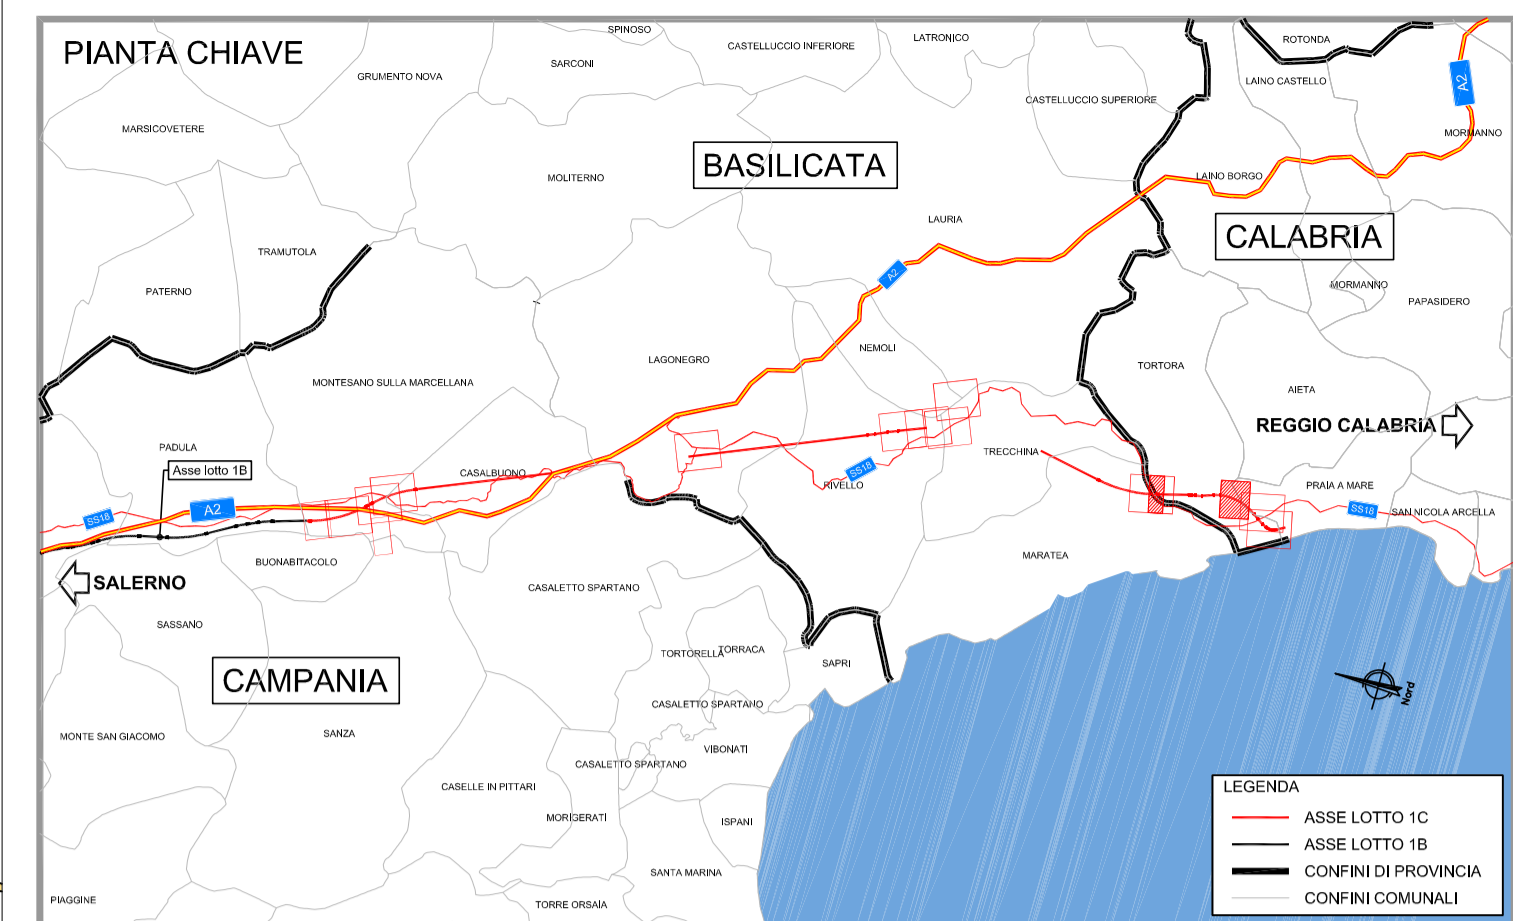 PIANTA CHIAVE
SPINOSO
LATRONICO
ROTONDA
CASTELLUCCIO INFERIORE
SARCONI
GRUMENTO NOVA
LAINO CASTELLO
A2
CASTELLUCCIO SUPERIORE
MARSICOVETERE
MORMANNO
BASILICATA
MOLITERNO
LAINO BORGO
LAURIA
CALABRIA
TRAMUTOLA
A2
PATERNO
MORMANNO
PAPASIDERO
NEMOLI
LAGONEGRO
TORTORA
MONTESANO SULLA MARCELLANA
AIETA
REGGIO CALABRIA
PADULA
TRECCHINA
Asse lotto 1B
CASALBUONO
SS18
RIVELLO
PRAIA A MARE
SS18
A2
SAN NICOLA ARCELLA
SS18
MARATEA
BUONABITACOLO
SALERNO
CASALETTO SPARTANO
SASSANO
TORTORELLA
TORRACA
SAPRI
CAMPANIA
Nord
CASALETTO SPARTANO
MONTE SAN GIACOMO
SANZA
VIBONATI
CASALETTO SPARTANO
CASELLE IN PITTARI
LEGENDA
MORIGERATI
ISPANI
ASSE LOTTO 1C
ASSE LOTTO 1B
SANTA MARINA
CONFINI DI PROVINCIA
PIAGGINE
CONFINI COMUNALI
TORRE ORSAIA